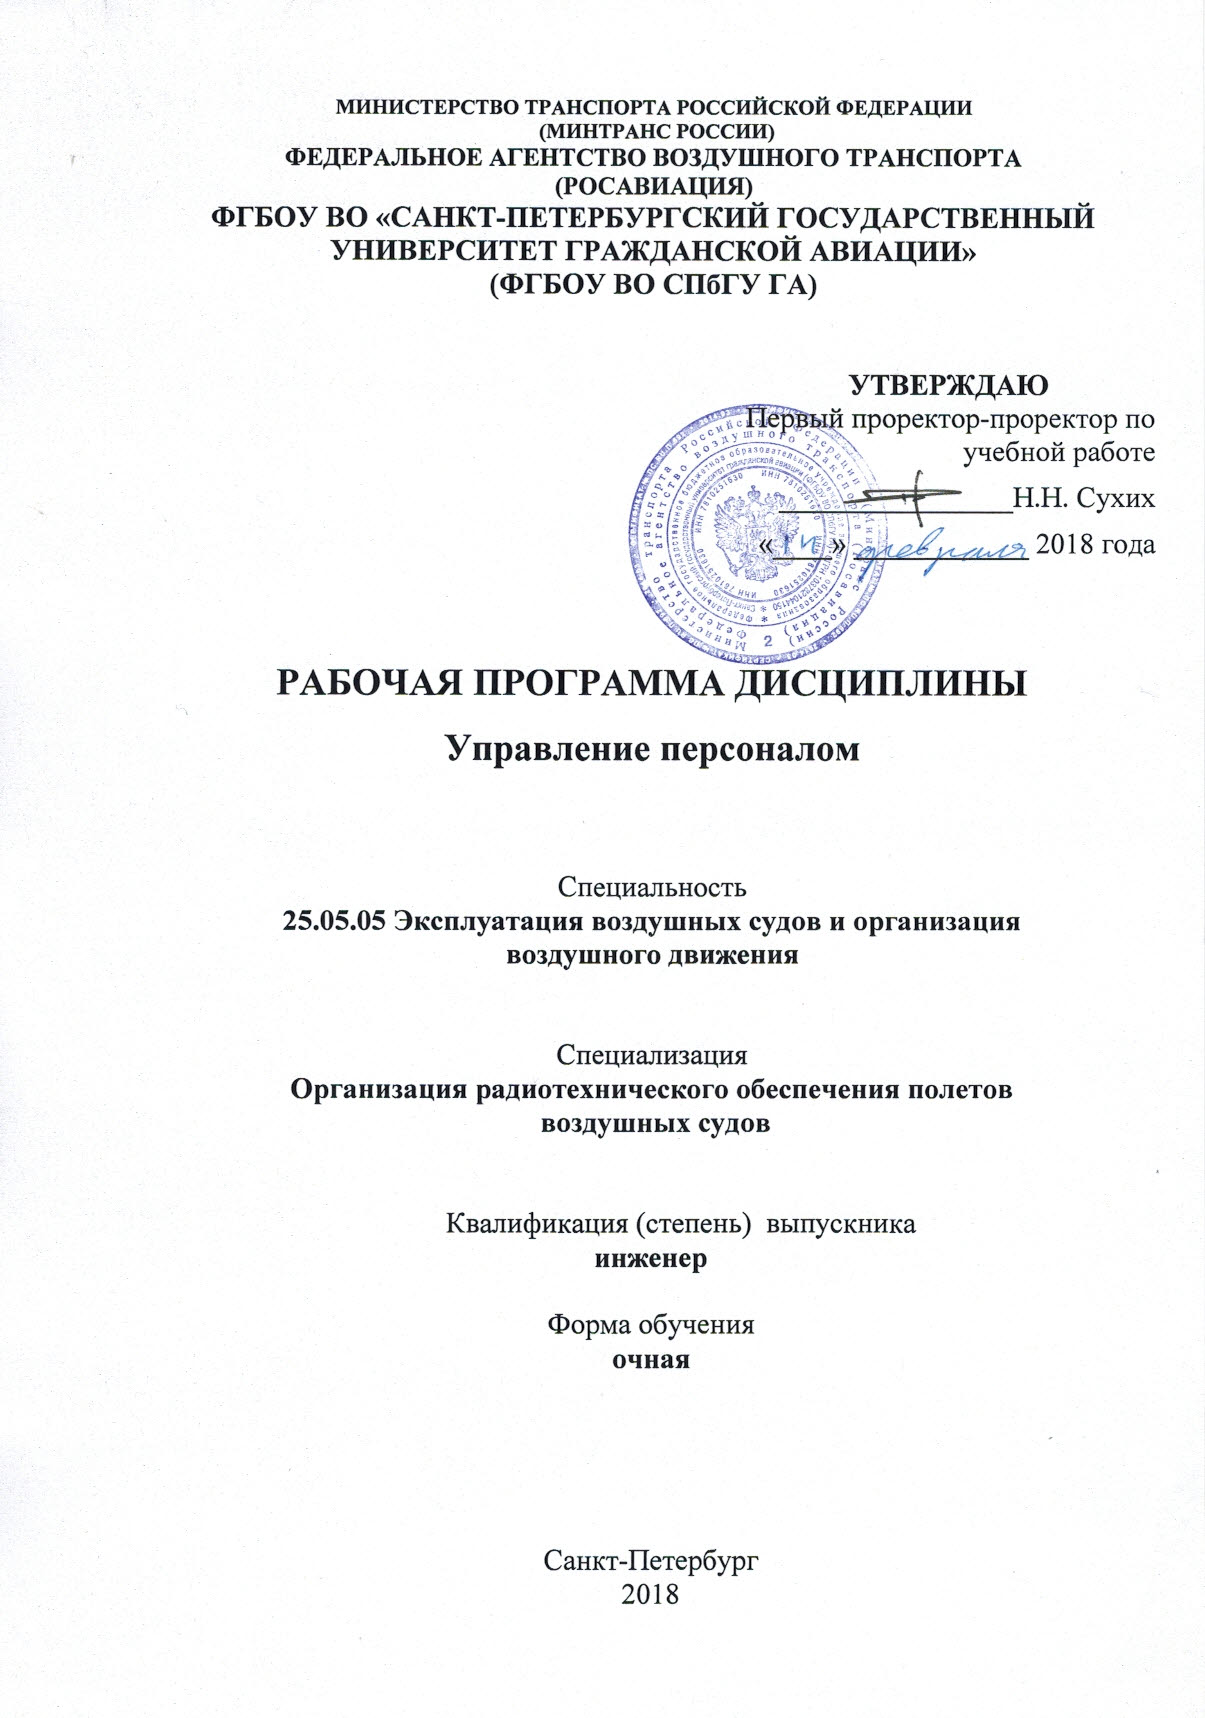 МИНИСТЕРСТВО ТРАНСПОРТА РОССИЙСКОЙ ФЕДЕРАЦИИ
(МИНТРАНС РОССИИ)
ФЕДЕРАЛЬНОЕ АГЕНТСТВО ВОЗДУШНОГО ТРАНСПОРТА
(РОСАВИАЦИЯ)
ФГБОУ ВО «САНКТ-ПЕТЕРБУРГСКИЙ ГОСУДАРСТВЕННЫЙ
УНИВЕРСИТЕТ ГРАЖДАНСКОЙ АВИАЦИИ»
(ФГБОУ ВО СПбГУ ГА)
УТВЕРЖДАЮ
Первый проректор-проректор по
учебной работе
Н.Н. Сухих
«14» февраля 2018 года
РАБОЧАЯ ПРОГРАММА ДИСЦИПЛИНЫ
Управление персоналом
Специальность
25.05.05 Эксплуатация воздушных судов и организация
воздушного движения
Специализация
Организация радиотехнического обеспечения полетов
воздушных судов
Квалификация (степень) выпускника
инженер
Форма обучения
очная
Санкт-Петербург
2018